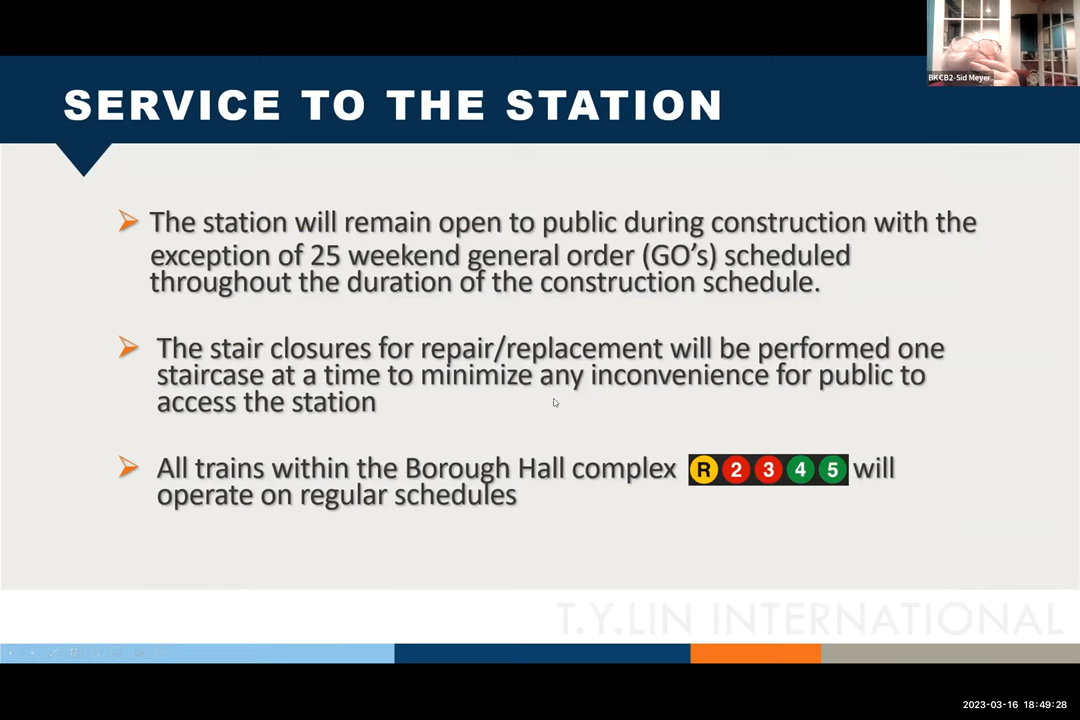 BKCB2-Sid Meyer
SERVICE TO THE STATION
The station will remain open to public during construction with the
exception of 25 weekend general order (GO’s) scheduled
throughout the duration of the construction schedule.
The stair closures for repair/replacement will be performed one
staircase at a time to minimize any inconvenience for public to
access the station
All trains within the Borough Hall complex R 2 3 4 5 will
operate on regular schedules
T.Y.LIN INTERNATIONAL
2023-03-16 18:49:28